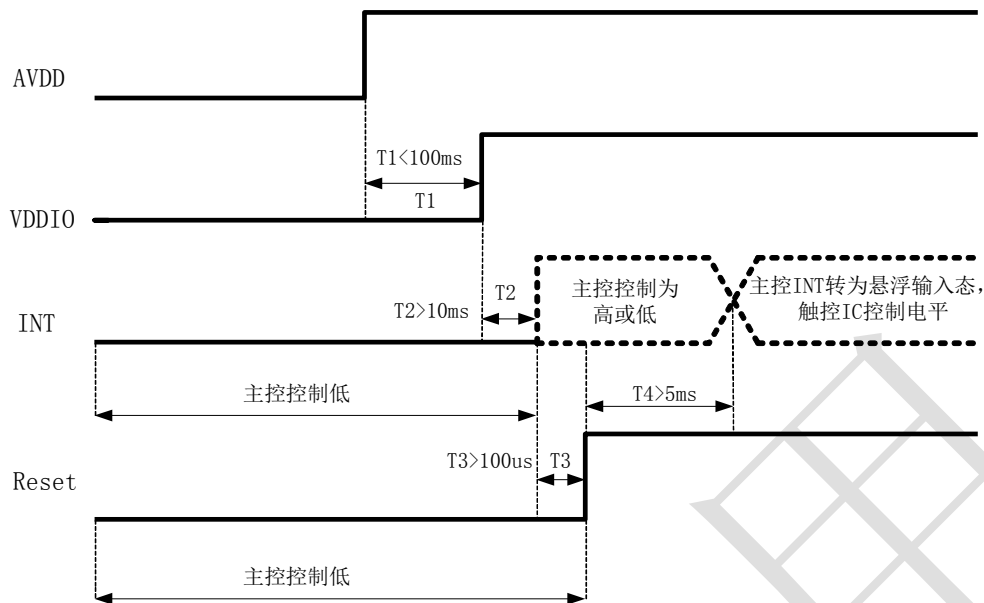 AVDD
T1<100ms
T1
VDDIO
T2
T2>10ms
主控控制为
高或低
主控INT转为悬浮输入态，
触控IC控制电平
INT
主控控制低
T4>5ms
T3>100us
T3
Reset
主控控制低